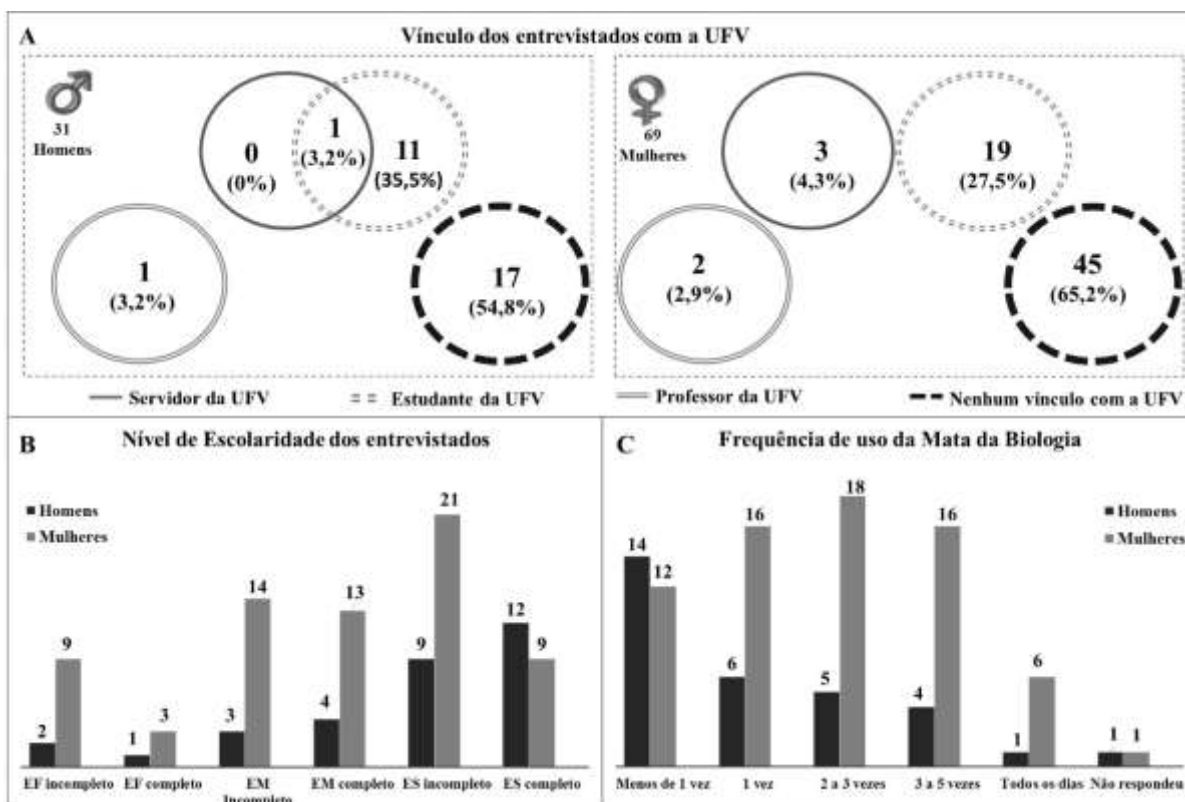 A
Vínculo dos entrevistados com a UFV
31
Homens
0
(0%)
1
(3,2%)
11
(35,5%)
1
(3,2%)
17
(54,8%)
69
Mulheres
3
(4,3%)
19
(27,5%)
2
(2,9%)
45
(65,2%)
Servidor da UFV
Estudante da UFV
Professor da UFV
Nenhum vínculo com a UFV
B
Nível de Escolaridade dos entrevistados
Homens
Mulheres
2
9
1
3
3
14
4
13
9
21
12
9
EF incompleto
EF completo
EM
Incompleto
EM completo
ES incompleto
ES completo
C
Frequência de uso da Mata da Biologia
Homens
Mulheres
14
12
6
16
5
18
4
16
1
6
1
1
Menos de 1 vez
1 vez
2 a 3 vezes
3 a 5 vezes
Todos os dias
Não respondeu